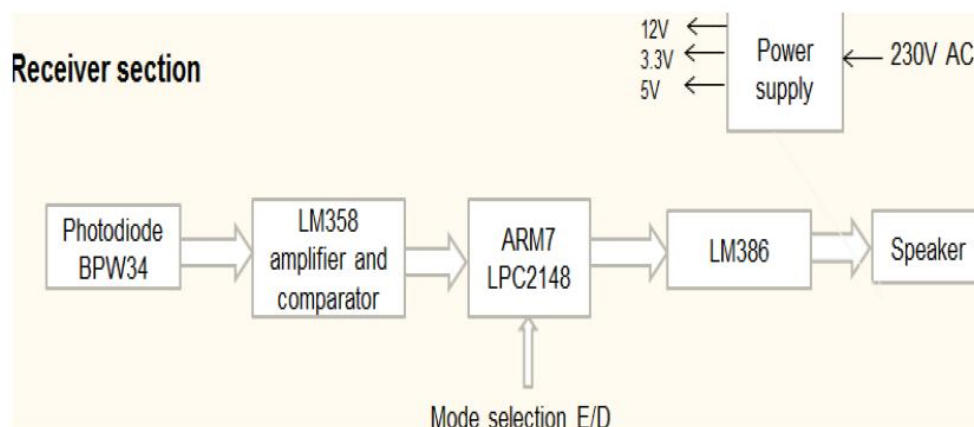 Receiver section
12V
3.3V
5V
Power
supply
230V AC
Photodiode
BPW34
LM358
amplifier and
comparator
ARM7
LPC2148
LM386
Speaker
Mode selection E/D